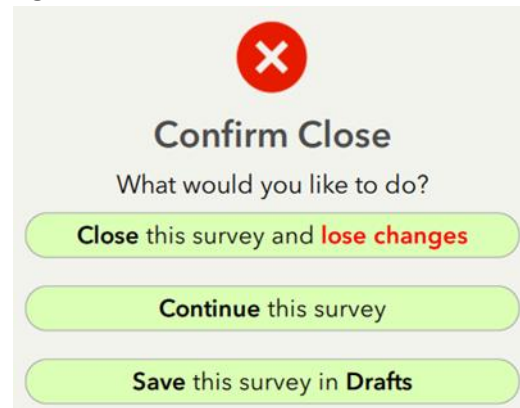 Confirm Close
What would you like to do?
Close this survey and lose changes
Continue this survey
Save this survey in Drafts